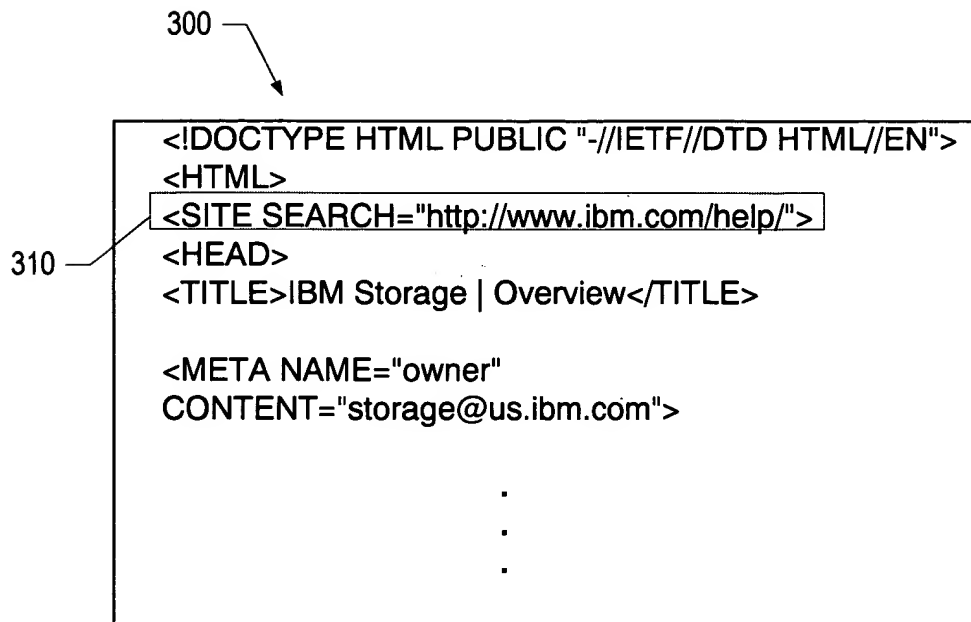 300
<!DOCTYPE HTML PUBLIC "-//IETF//DTD HTML//EN">
<HTML>
<SITE SEARCH="http://www.ibm.com/help/">
310
<HEAD>
<TITLE>IBM Storage | Overview</TITLE>
<META NAME="owner"
CONTENT="storage@us.ibm.com">
.
.
.